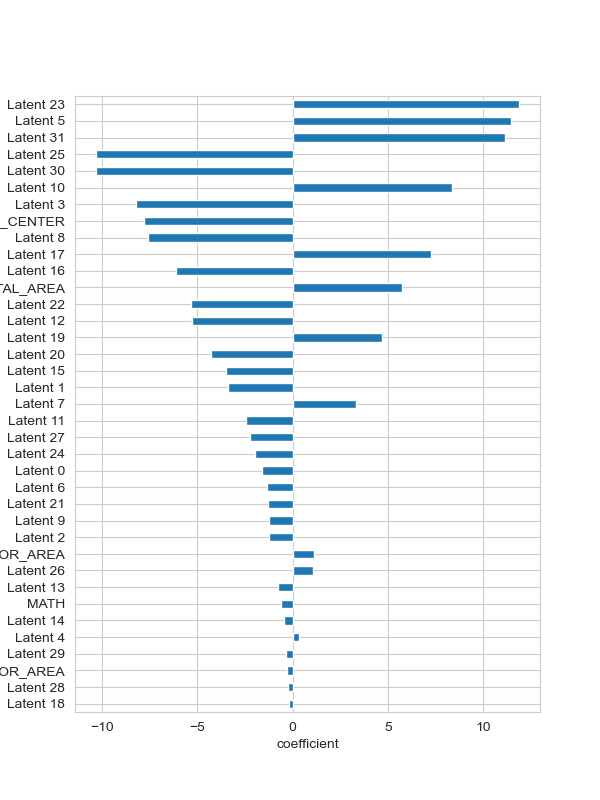 Latent 23
Latent 5
Latent 31
Latent 25
Latent 30
Latent 10
Latent 3
_CENTER
Latent 8
Latent 17
Latent 16
TAL_AREA
Latent 22
Latent 12
Latent 19
Latent 20
Latent 15
Latent 1
Latent 7
Latent 11
Latent 27
Latent 24
Latent 0
Latent 6
Latent 21
Latent 9
Latent 2
OR_AREA
Latent 26
Latent 13
MATH
Latent 14
Latent 4
Latent 29
OR_AREA
Latent 28
Latent 18
−10 −5 0 5 10
coefficient